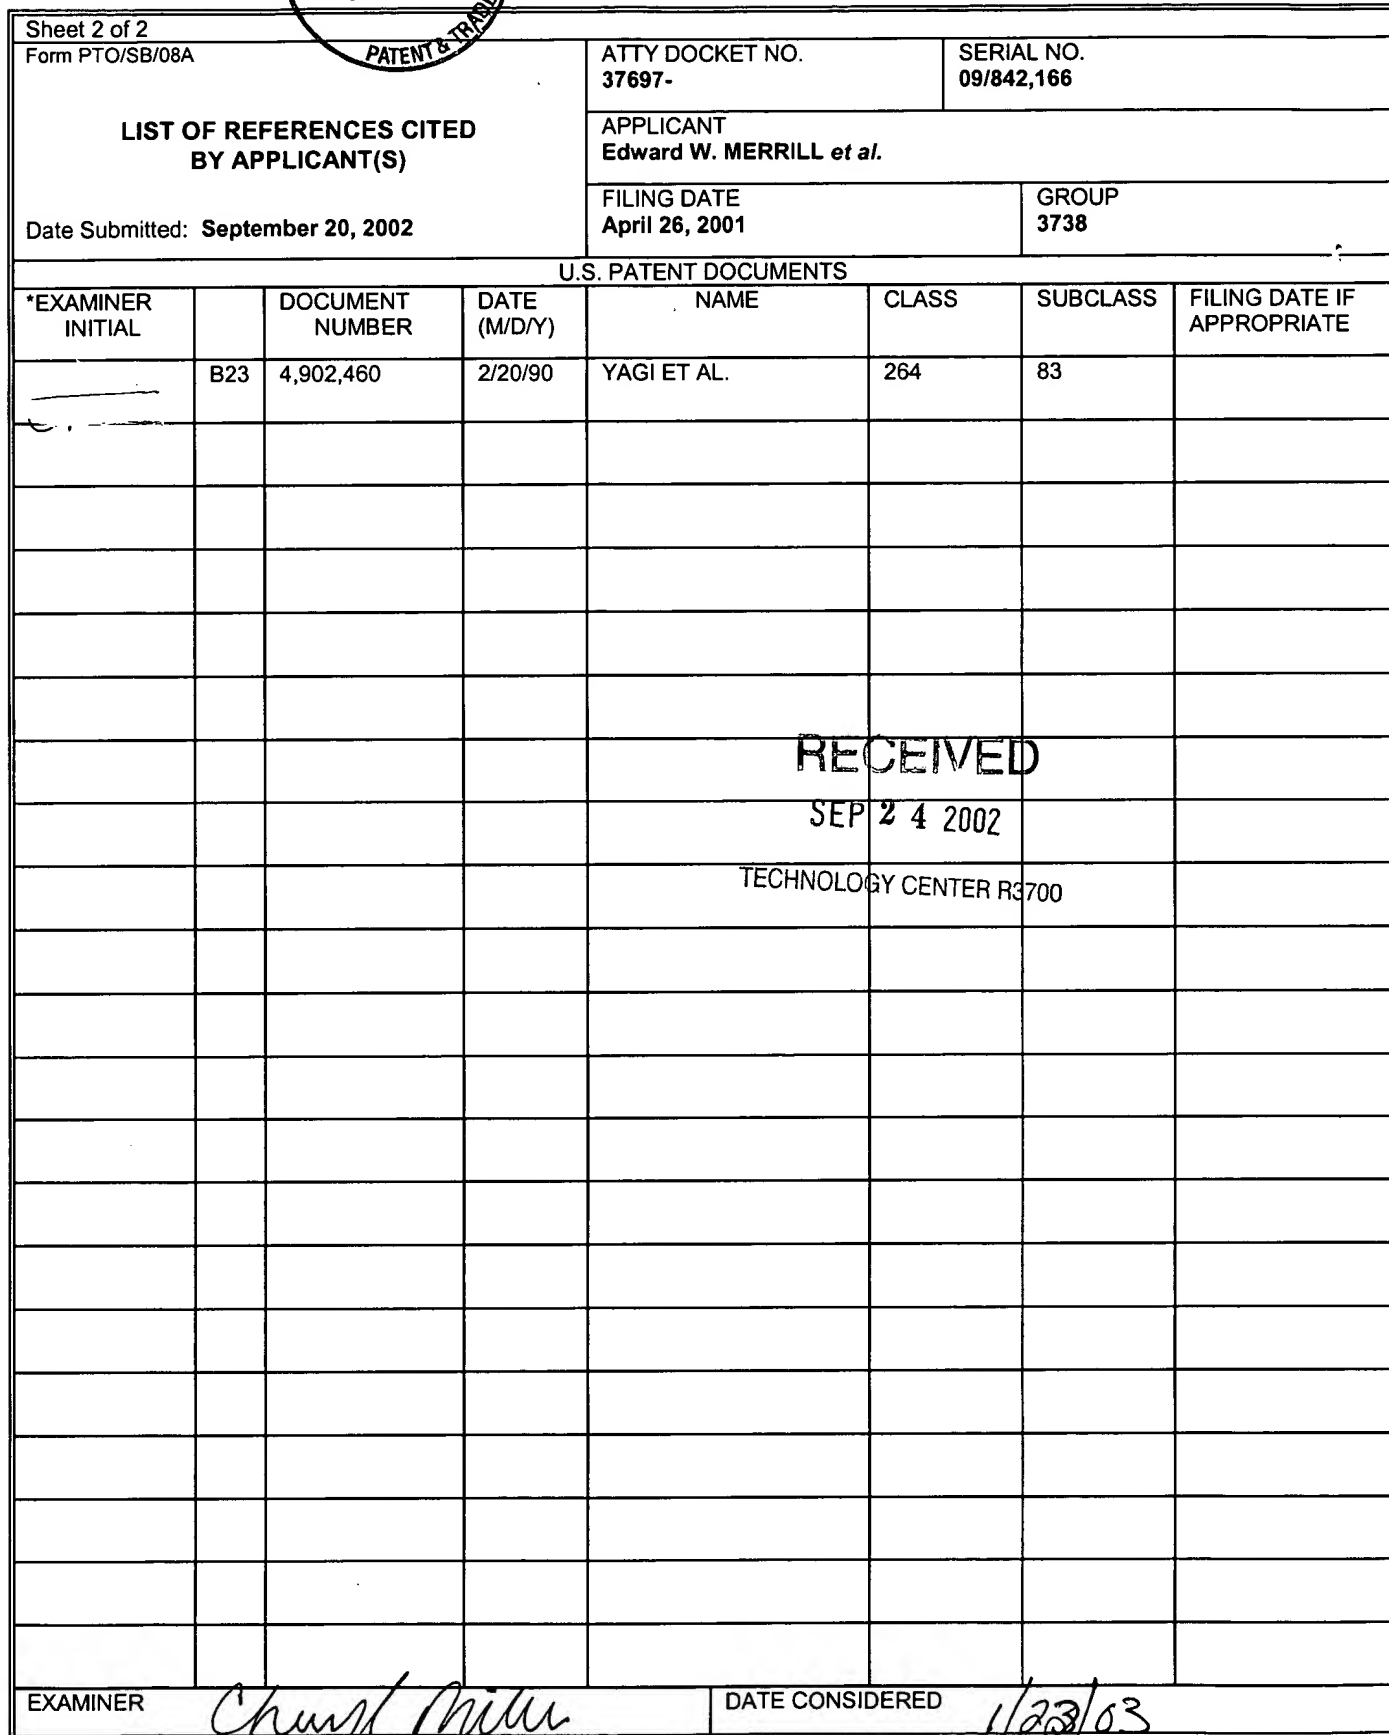 PATENT & TRADE
Sheet 2 of 2
Form PTO/SB/08A
LIST OF REFERENCES CITED
BY APPLICANT(S)
Date Submitted: September 20, 2002
ATTY DOCKET NO.
37697-
SERIAL NO.
09/842,166
APPLICANT
Edward W. MERRILL et al.
FILING DATE
April 26, 2001
GROUP
3738
U.S. PATENT DOCUMENTS
*EXAMINER
INITIAL
DOCUMENT
NUMBER
DATE
(M/D/Y)
NAME
CLASS
SUBCLASS
FILING DATE IF
APPROPRIATE
B23 4,902,460 2/20/90 YAGI ET AL. 264 83
RECEIVED
SEP 24 2002
TECHNOLOGY CENTER R3700
EXAMINER
DATE CONSIDERED 1/23/03